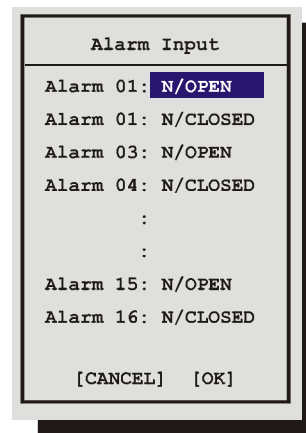 Alarm Input
Alarm 01: N/OPEN
Alarm 01: N/CLOSED
Alarm 03: N/OPEN
Alarm 04: N/CLOSED
:
:
Alarm 15: N/OPEN
Alarm 16: N/CLOSED
[CANCEL] [OK]